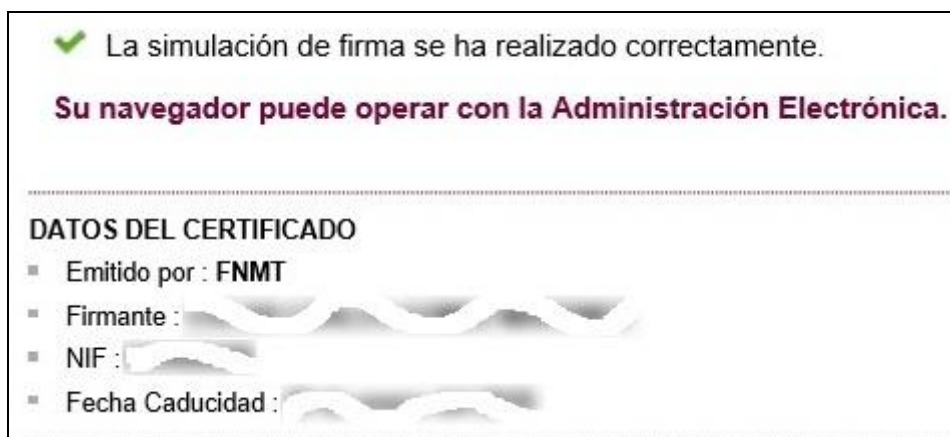 La simulación de firma se ha realizado correctamente.
Su navegador puede operar con la Administración Electrónica.
DATOS DEL CERTIFICADO
Emitido por : FNMT
Firmante :
NIF :
Fecha Caducidad :